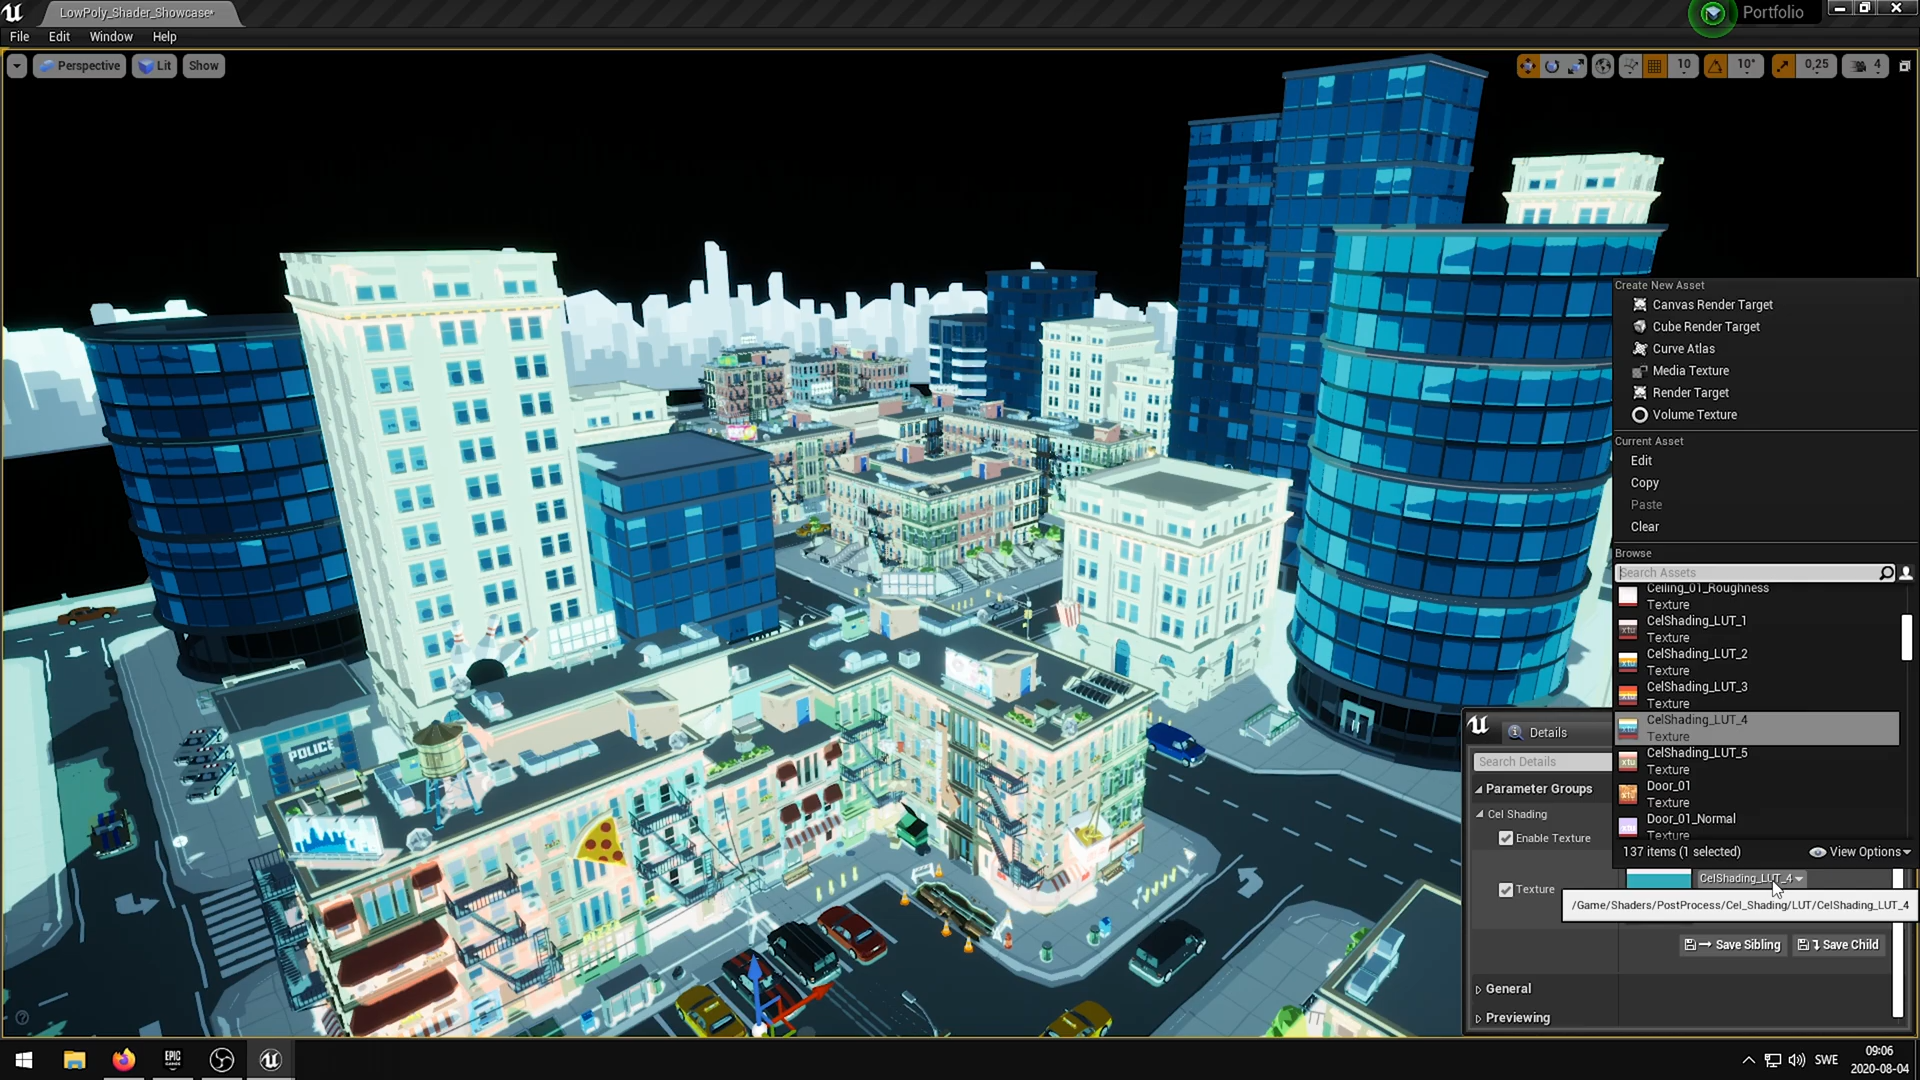 LowPoly_Shader_Showcase*
Portfolio
File Edit Window Help
Perspective Lit Show
10 10° 0,25 4
Create New Asset
Canvas Render Target
Cube Render Target
Curve Atlas
Media Texture
Render Target
Volume Texture
Current Asset
Edit
Copy
Paste
Clear
Browse
Search Assets
Ceiling_01_Roughness
Texture
CelShading_LUT_1
Texture
CelShading_LUT_2
Texture
CelShading_LUT_3
Texture
CelShading_LUT_4
Texture
CelShading_LUT_5
Texture
Door_01
Texture
Door_01_Normal
Texture
137 items (1 selected) View Options
Details
Search Details
Parameter Groups
Cel Shading
Enable Texture
Texture
CelShading_LUT_4
/Game/Shaders/PostProcess/Cel_Shading/LUT/CelShading_LUT_4
Save Sibling Save Child
General
Previewing
POLICE
EPIC
GAMES
SWE
09:06
2020-08-04